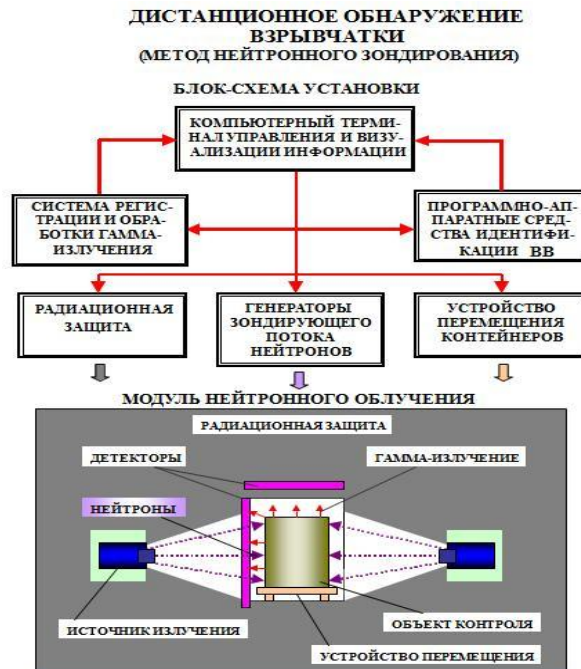 ДИСТАНЦИОННОЕ ОБНАРУЖЕНИЕ
ВЗРЫВЧАТКИ
(МЕТОД НЕЙТРОННОГО ЗОНДИРОВАНИЯ)
БЛОК-СХЕМА УСТАНОВКИ
КОМПЬЮТЕРНЫЙ ТЕРМИ-
НАЛ УПРАВЛЕНИЯ И ВИЗУ-
АЛИЗАЦИИ ИНФОРМАЦИИ
СИСТЕМА РЕГИС-
ТРАЦИИ И ОБРА-
БОТКИ ГАММА-
ИЗЛУЧЕНИЯ
ПРОГРАММНО-АП-
ПАРАТНЫЕ СРЕД-
СТВА ИДЕНТИФИ-
КАЦИИ ВВ
РАДИАЦИОННАЯ
ЗАЩИТА
ГЕНЕРАТОРЫ
ЗОНДИРУЮЩЕГО
ПОТОКА
НЕЙТРОНОВ
УСТРОЙСТВО
ПЕРЕМЕЩЕНИЯ
КОНТЕЙНЕРОВ
МОДУЛЬ НЕЙТРОННОГО ОБЛУЧЕНИЯ
РАДИАЦИОННАЯ ЗАЩИТА
ДЕТЕКТОРЫ
ГАММА-ИЗЛУЧЕНИЕ
НЕЙТРОНЫ
ИСТОЧНИК ИЗЛУЧЕНИЯ
ОБЪЕКТ КОНТРОЛЯ
УСТРОЙСТВО ПЕРЕМЕЩЕНИЯ